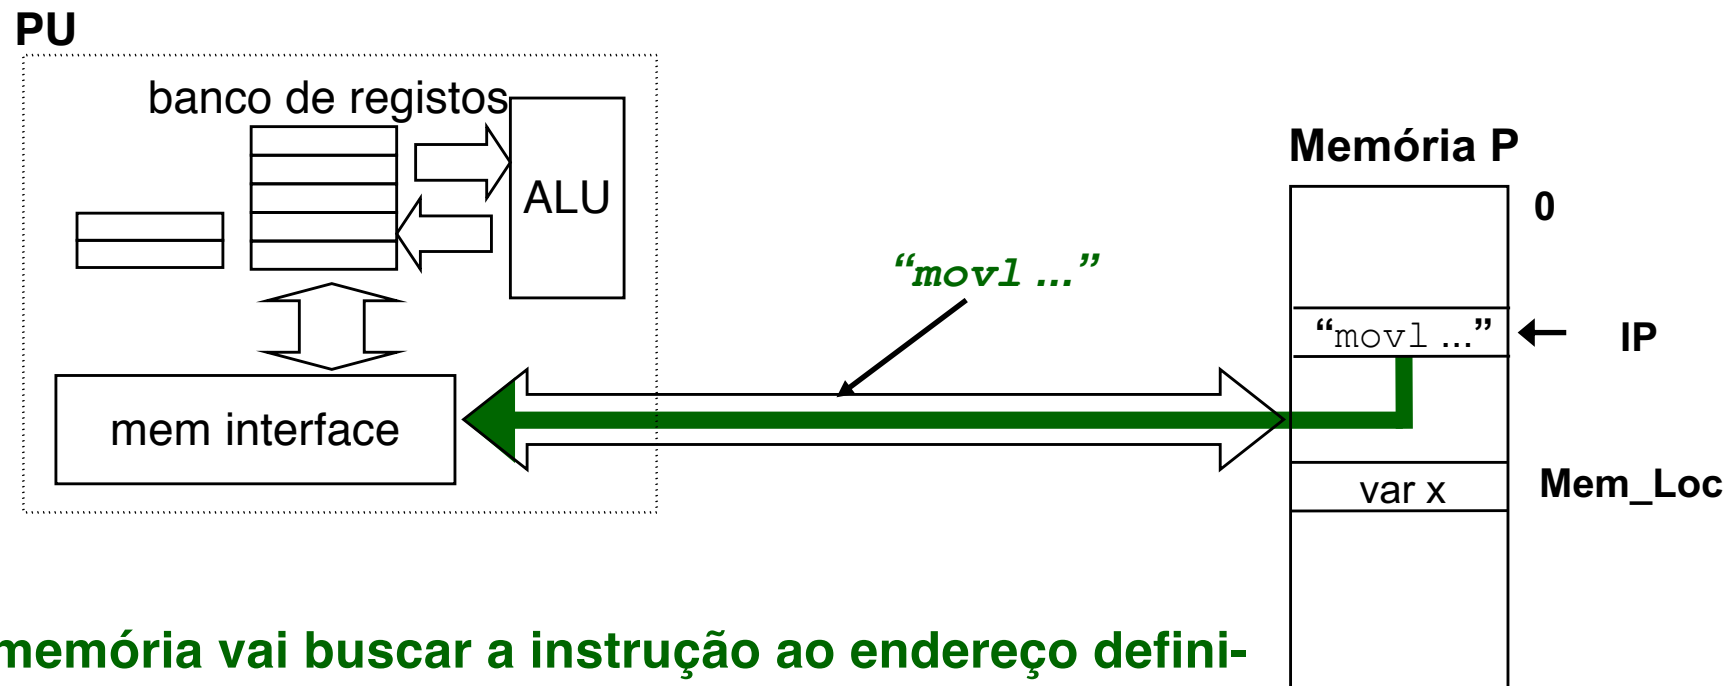 PU
banco de registos
ALU
mem interface
“movl ...”
Memória P
0
“movl ...”
IP
var x
Mem_Loc
memória vai buscar a instrução ao endereço defini-